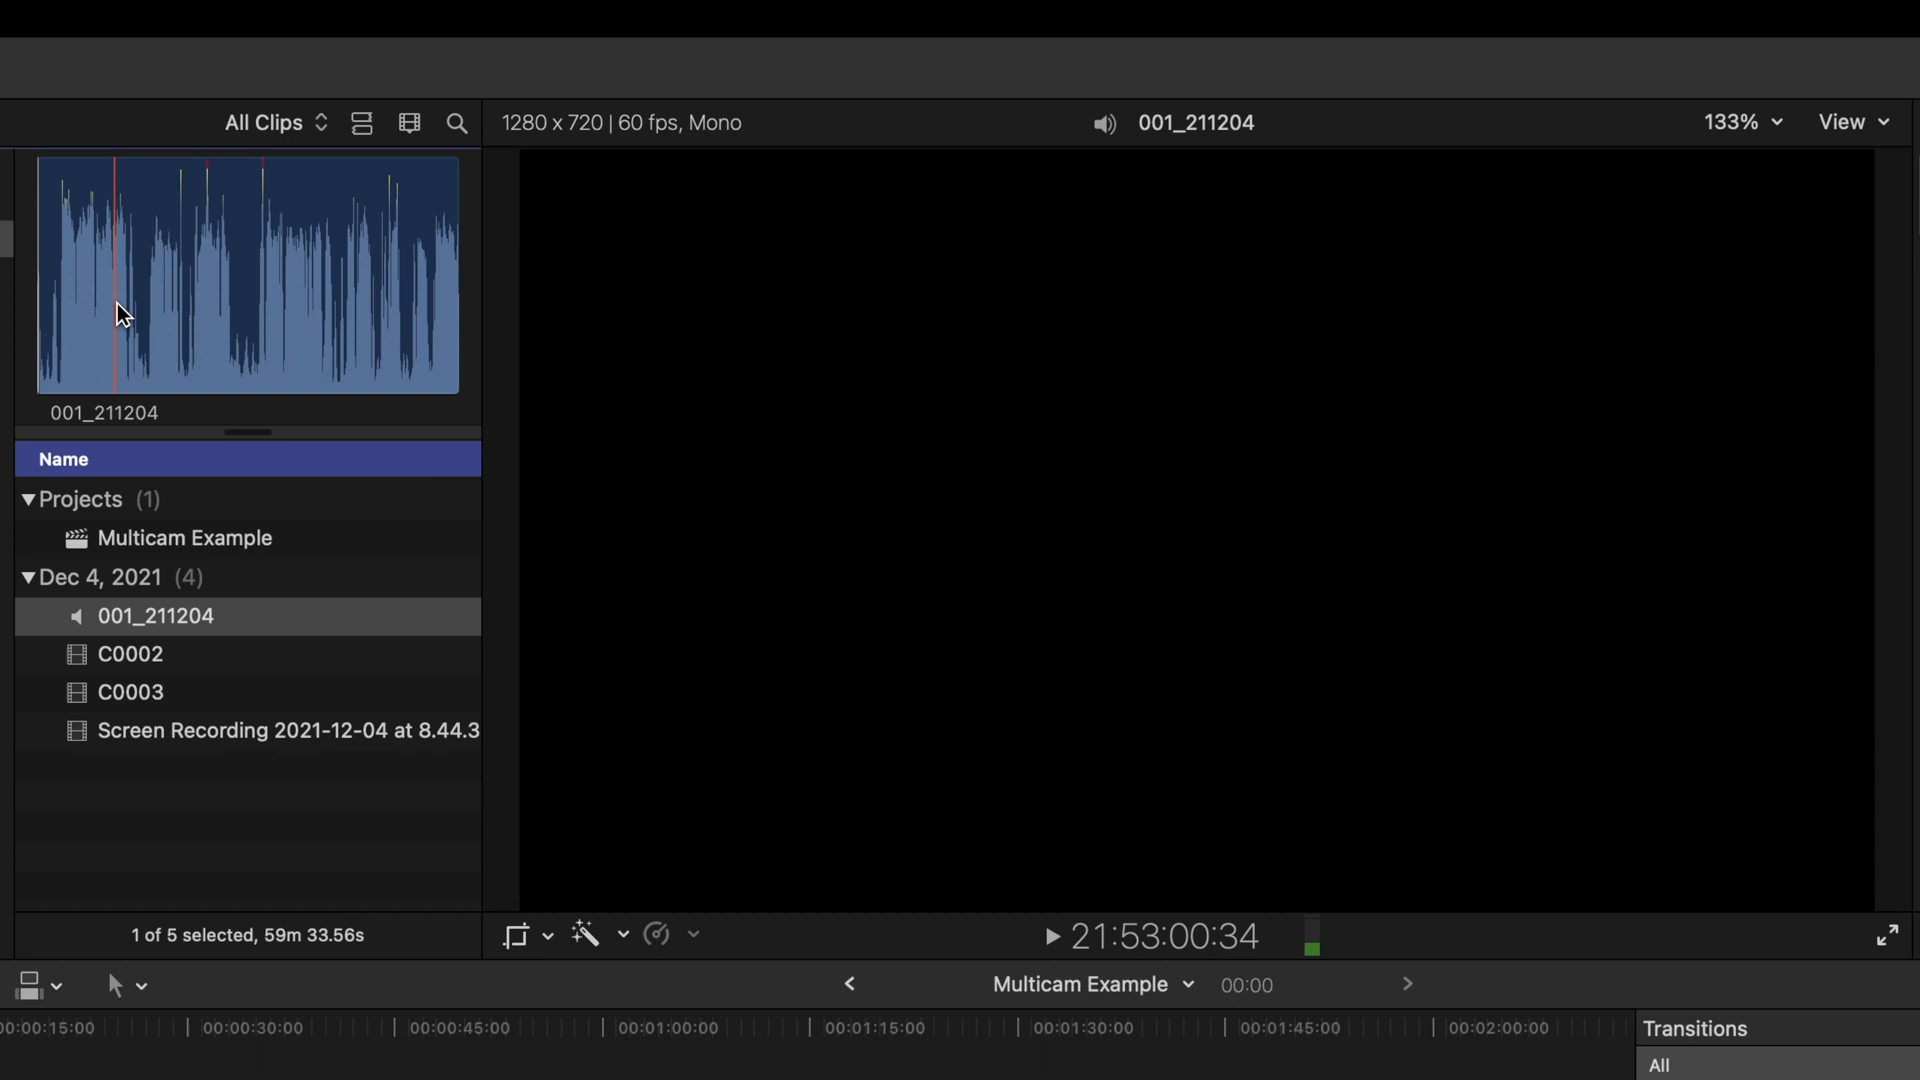 All Clips
1280 x 720 | 60 fps, Mono
001_211204
133%
View
001_211204
Name
Projects (1)
Multicam Example
Dec 4, 2021 (4)
001_211204
C0002
C0003
Screen Recording 2021-12-04 at 8.44.3
1 of 5 selected, 59m 33.56s
21:53:00:34
Multicam Example
00:00
00:00:15:00
00:00:30:00
00:00:45:00
00:01:00:00
00:01:15:00
00:01:30:00
00:01:45:00
00:02:00:00
Transitions
All